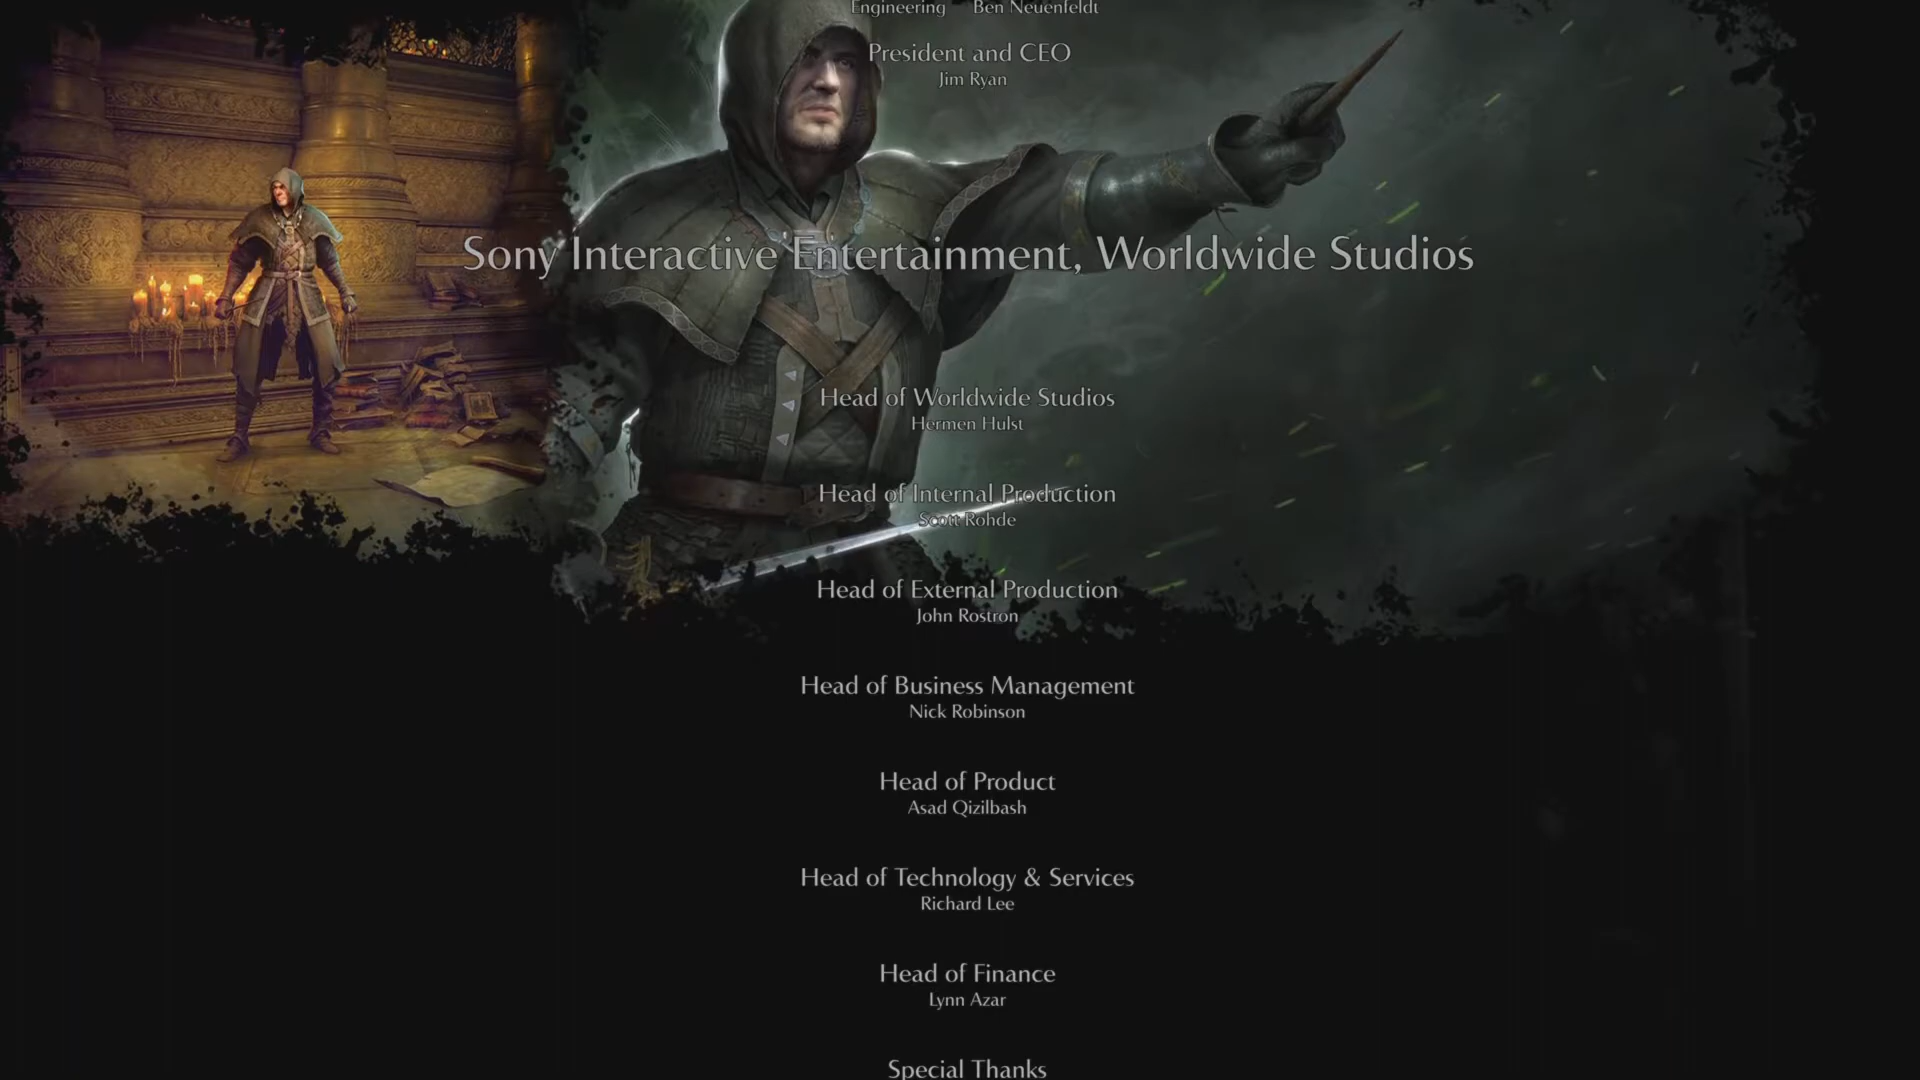 Engineering Ben Neuenfeldt
President and CEO
Jim Ryan
Sony Interactive Entertainment, Worldwide Studios
Head of Worldwide Studios
Hermen Hulst
Head of Internal Production
Scott Rohde
Head of External Production
John Rostron
Head of Business Management
Nick Robinson
Head of Product
Asad Qizilbash
Head of Technology & Services
Richard Lee
Head of Finance
Lynn Azar
Special Thanks